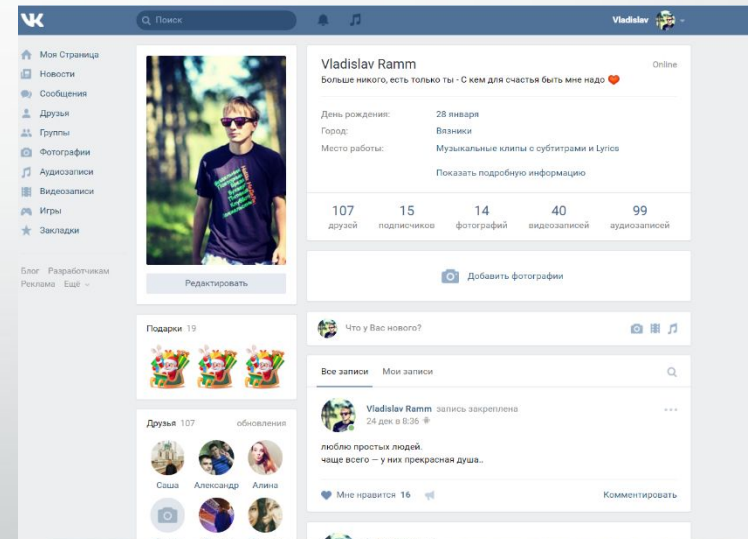 Поиск
Vladislav
Моя Страница
Новости
Сообщения
Друзья
Группы
Фотографии
Аудиозаписи
Видеозаписи
Игры
Закладки
Блог Разработчикам
Реклама Ещё
Редактировать
Подарки 19
Друзья 107 обновления
Саша Александр Алина
Vladislav Ramm Online
Больше никого, есть только ты - С кем для счастья быть мне надо
День рождения: 28 января
Город: Вязники
Место работы: Музыкальные клипы с субтитрами и Lyrics
Показать подробную информацию
107 15 14 40 99
друзей подписчиков фотографий видеозаписей аудиозаписей
Добавить фотографии
Что у Вас нового?
Все записи Мои записи
Vladislav Ramm запись закреплена
24 дек в 8:36
люблю простых людей.
чаще всего — у них прекрасная душа..
Мне нравится 16 Комментировать